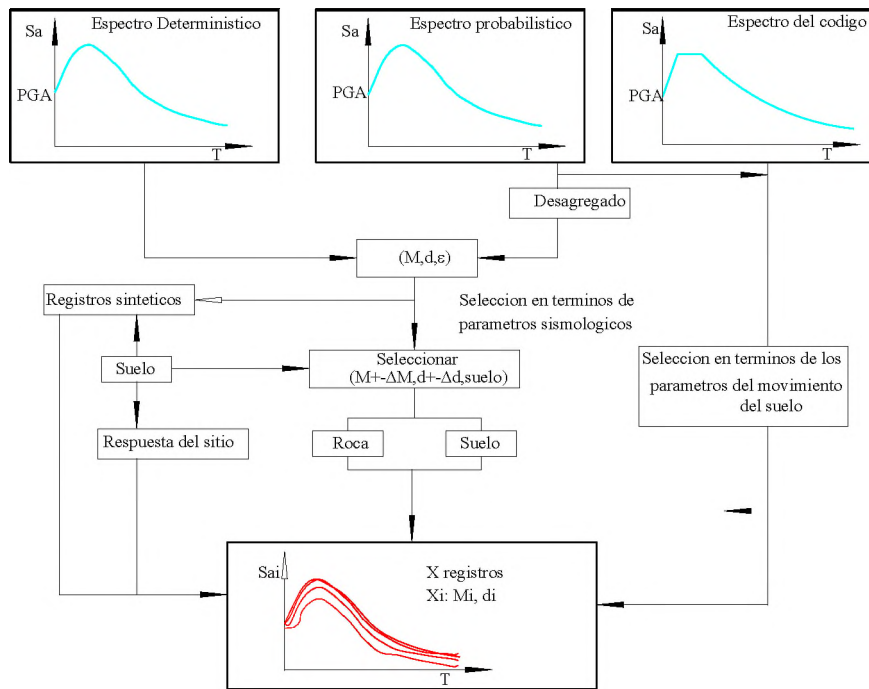 Espectro Deterministico
Sa
PGA
T
Espectro probabilistico
Sa
PGA
T
Espectro del codigo
Sa
PGA
T
Desagregado
(M,d,ε)
Registros sinteticos
Seleccion en terminos de
parametros sismologicos
Suelo
Seleccionar
(M+-ΔM,d+-Δd,suelo)
Seleccion en terminos de los
parametros del movimiento
del suelo
Respuesta del sitio
Roca
Suelo
Sai
X registros
Xi: Mi, di
T